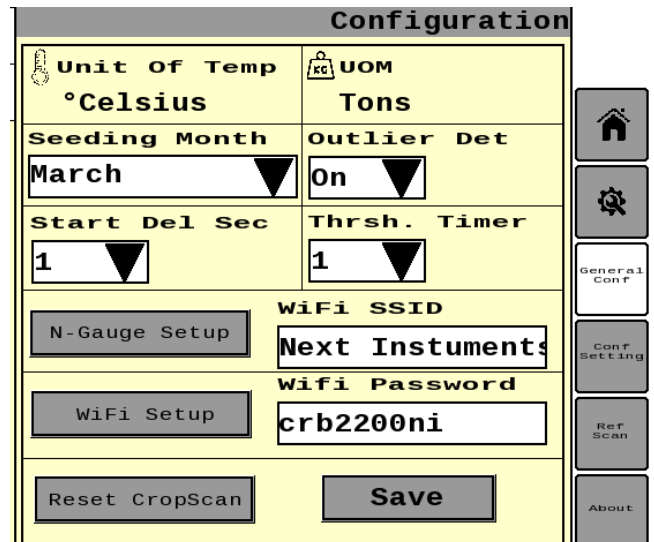 Configuration
Unit Of Temp
KG UOM
°Celsius
Tons
Seeding Month
Outlier Det
March
On
Start Del Sec
Thrsh. Timer
1
1
N-Gauge Setup
WiFi SSID
Next Instuments
WiFi Setup
Wifi Password
crb2200ni
Reset CropScan
Save
General
Conf
Conf
Setting
Ref
Scan
About